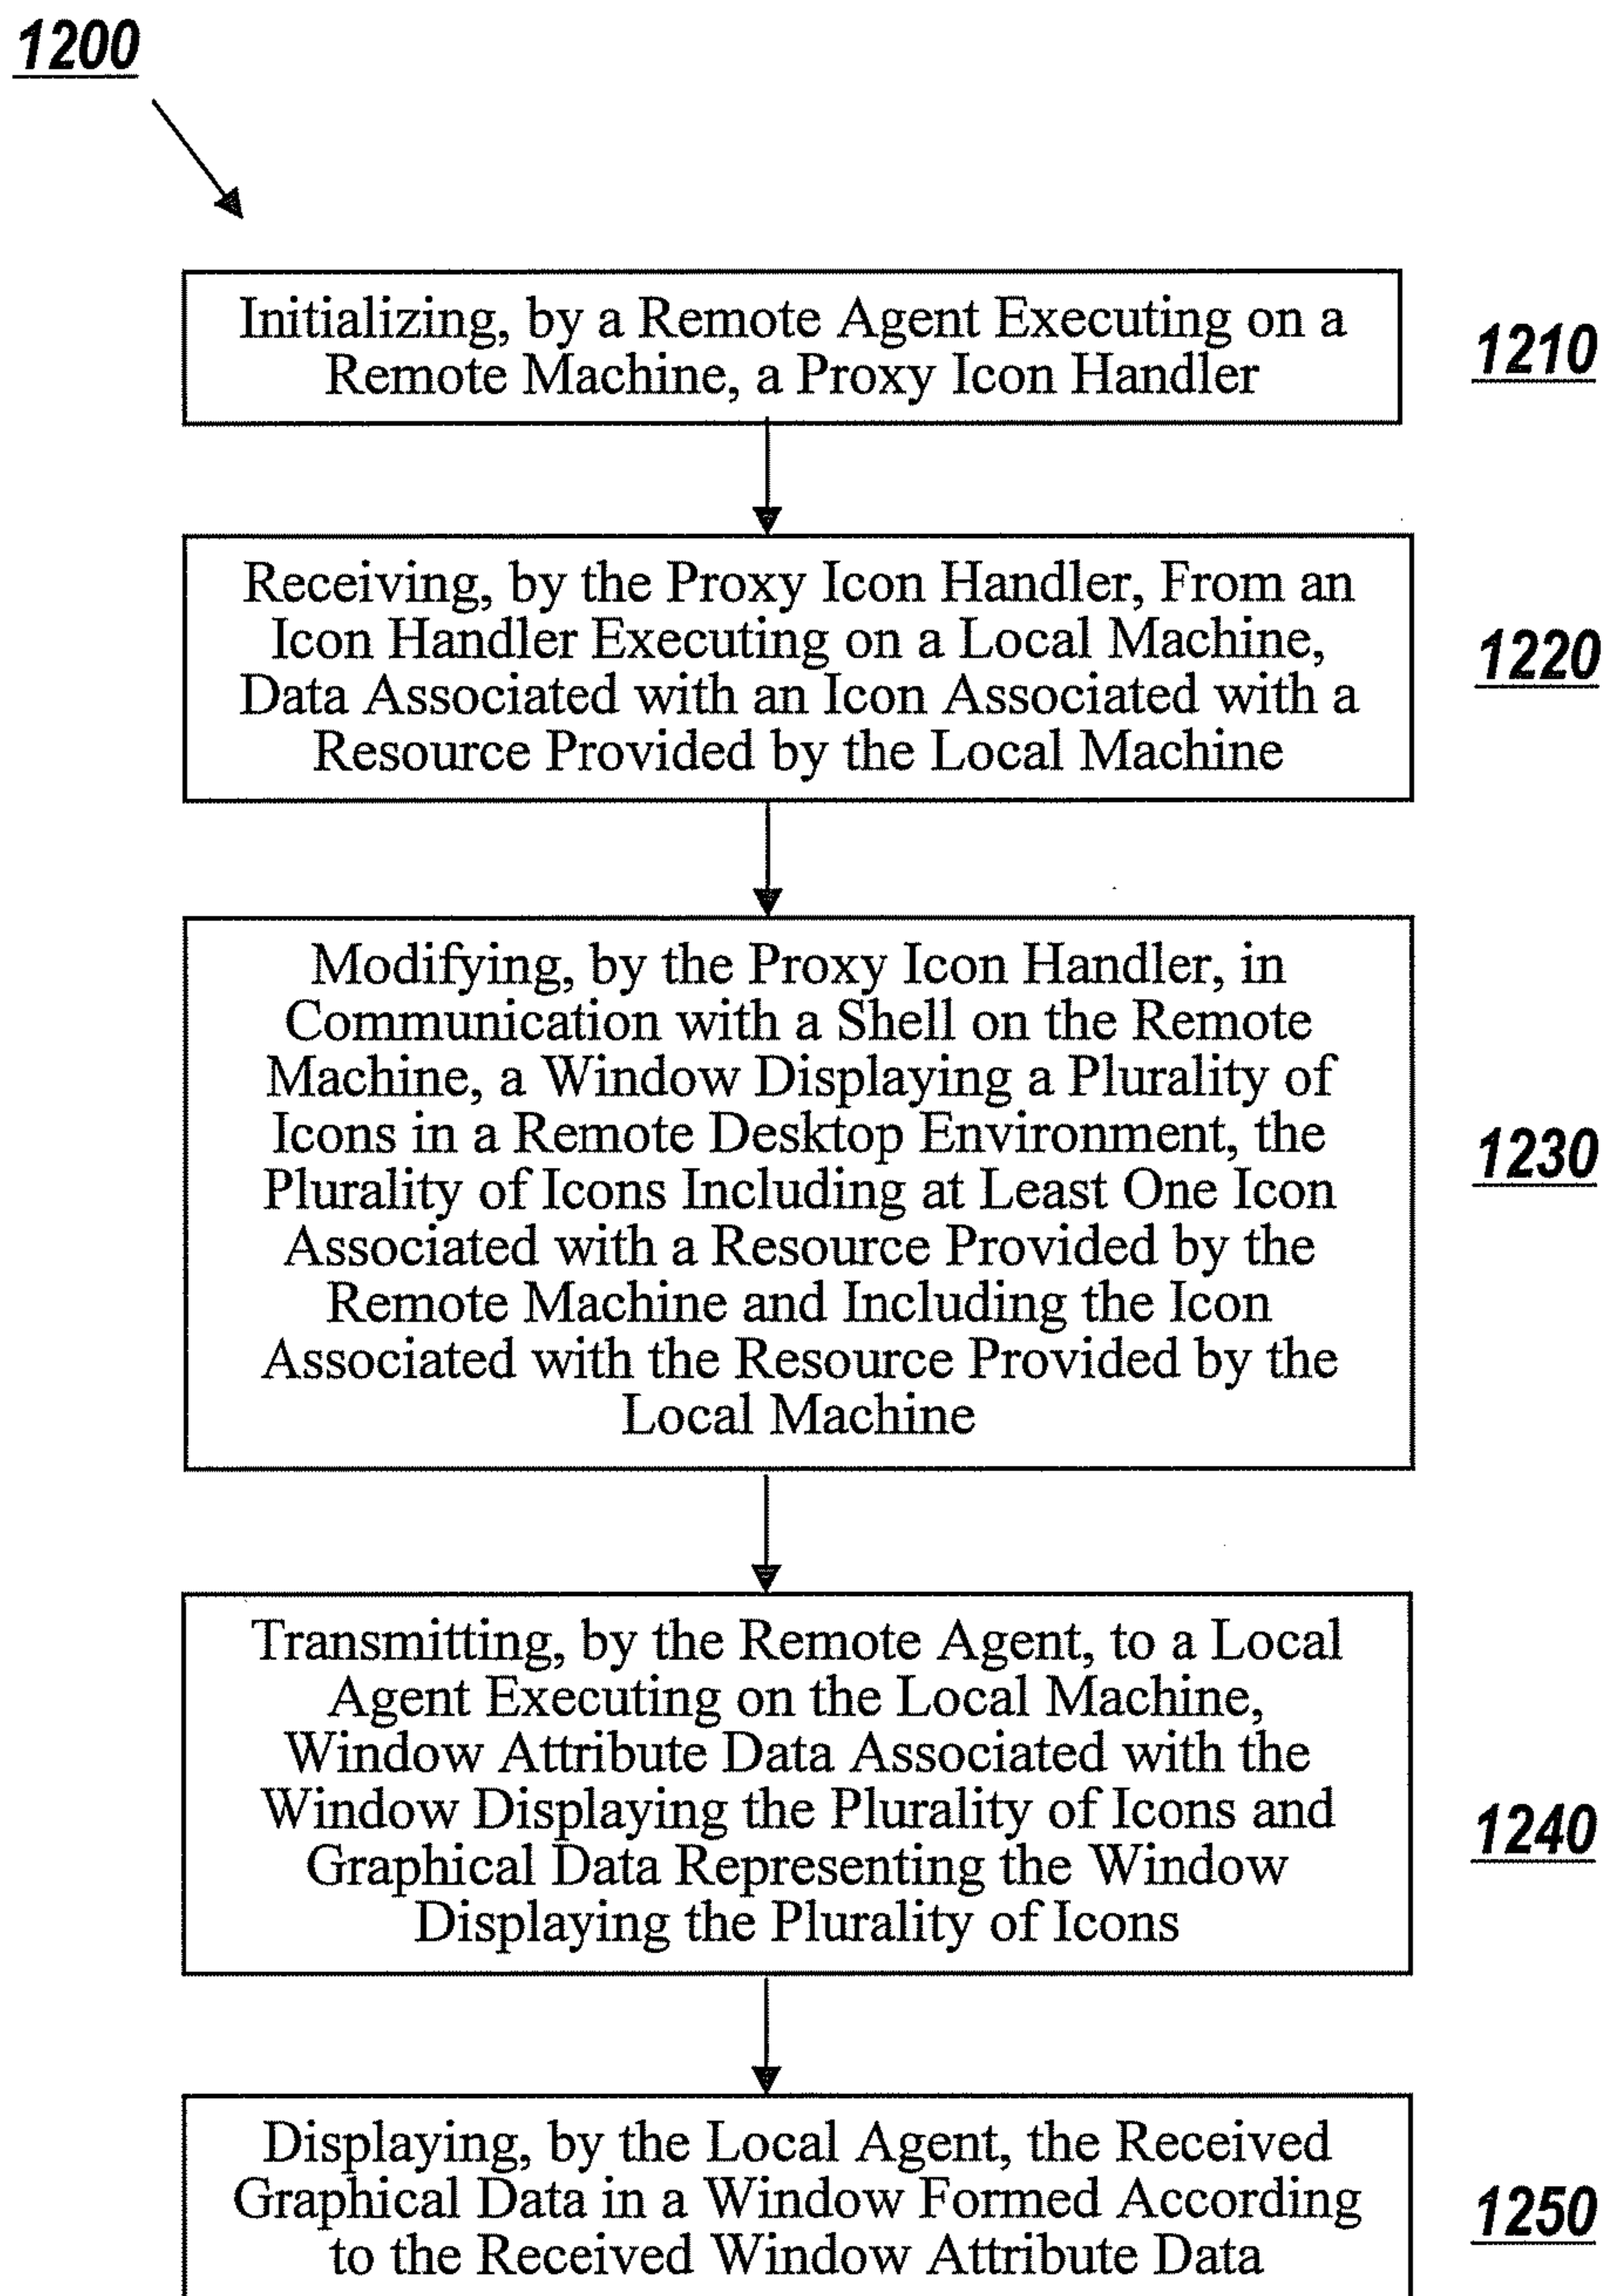 1200
Initializing, by a Remote Agent Executing on a
Remote Machine, a Proxy Icon Handler
1210
Receiving, by the Proxy Icon Handler, From an
Icon Handler Executing on a Local Machine,
Data Associated with an Icon Associated with a
Resource Provided by the Local Machine
1220
Modifying, by the Proxy Icon Handler, in
Communication with a Shell on the Remote
Machine, a Window Displaying a Plurality of
Icons in a Remote Desktop Environment, the
Plurality of Icons Including at Least One Icon
Associated with a Resource Provided by the
Remote Machine and Including the Icon
Associated with the Resource Provided by the
Local Machine
1230
Transmitting, by the Remote Agent, to a Local
Agent Executing on the Local Machine,
Window Attribute Data Associated with the
Window Displaying the Plurality of Icons and
Graphical Data Representing the Window
Displaying the Plurality of Icons
1240
Displaying, by the Local Agent, the Received
Graphical Data in a Window Formed According
to the Received Window Attribute Data
1250